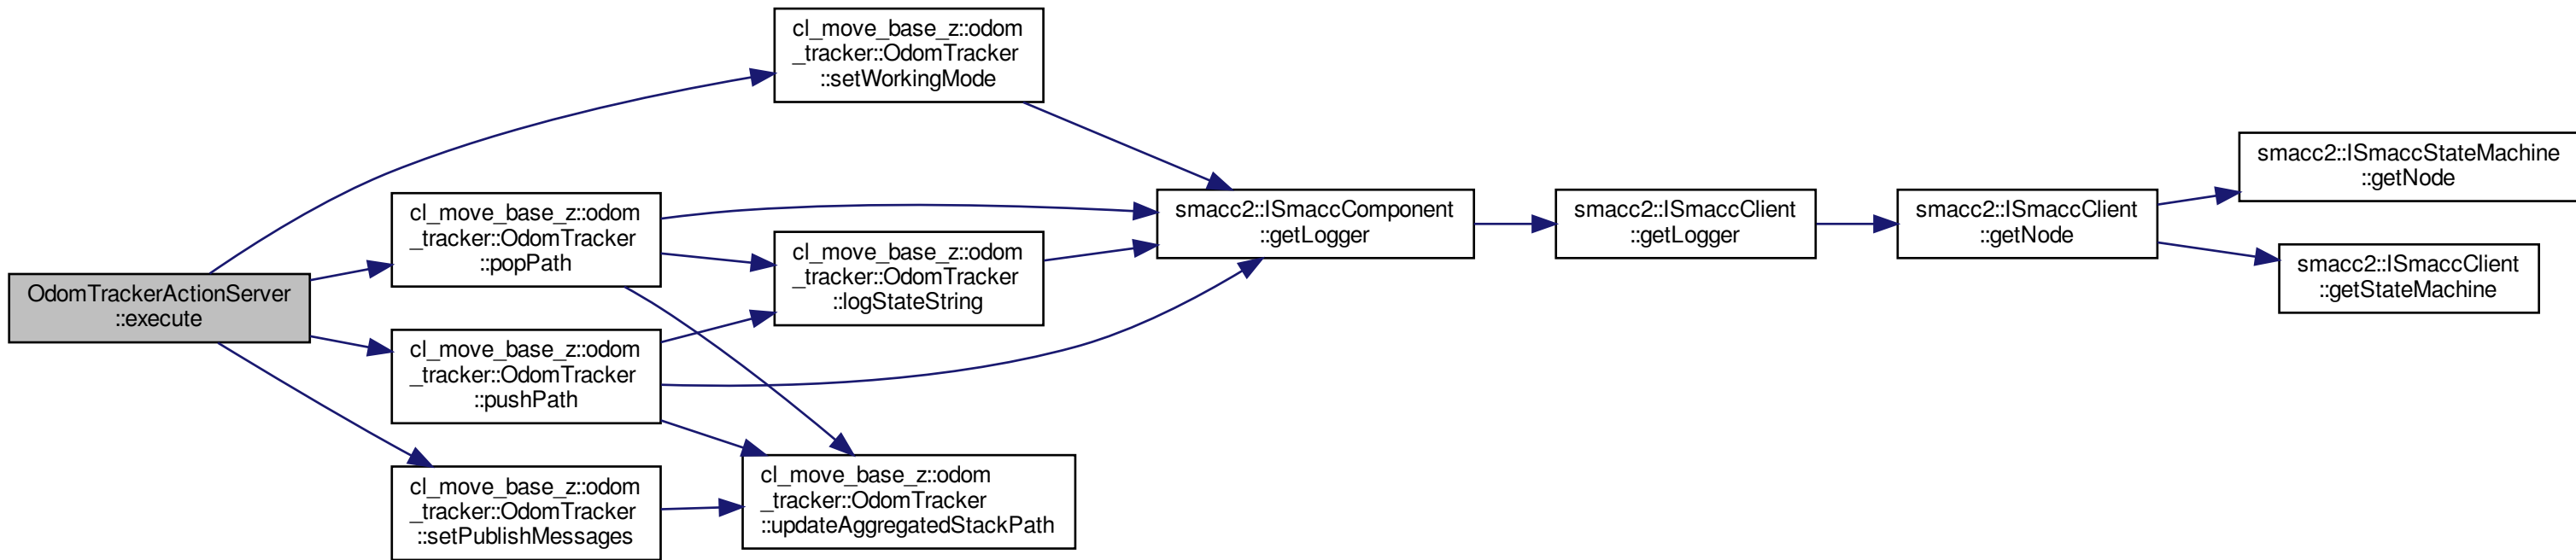 OdomTrackerActionServer
::execute
cl_move_base_z::odom
_tracker::OdomTracker
::setWorkingMode
cl_move_base_z::odom
_tracker::OdomTracker
::popPath
cl_move_base_z::odom
_tracker::OdomTracker
::pushPath
cl_move_base_z::odom
_tracker::OdomTracker
::setPublishMessages
cl_move_base_z::odom
_tracker::OdomTracker
::logStateString
cl_move_base_z::odom
_tracker::OdomTracker
::updateAggregatedStackPath
smacc2::ISmaccComponent
::getLogger
smacc2::ISmaccClient
::getLogger
smacc2::ISmaccClient
::getNode
smacc2::ISmaccStateMachine
::getNode
smacc2::ISmaccClient
::getStateMachine